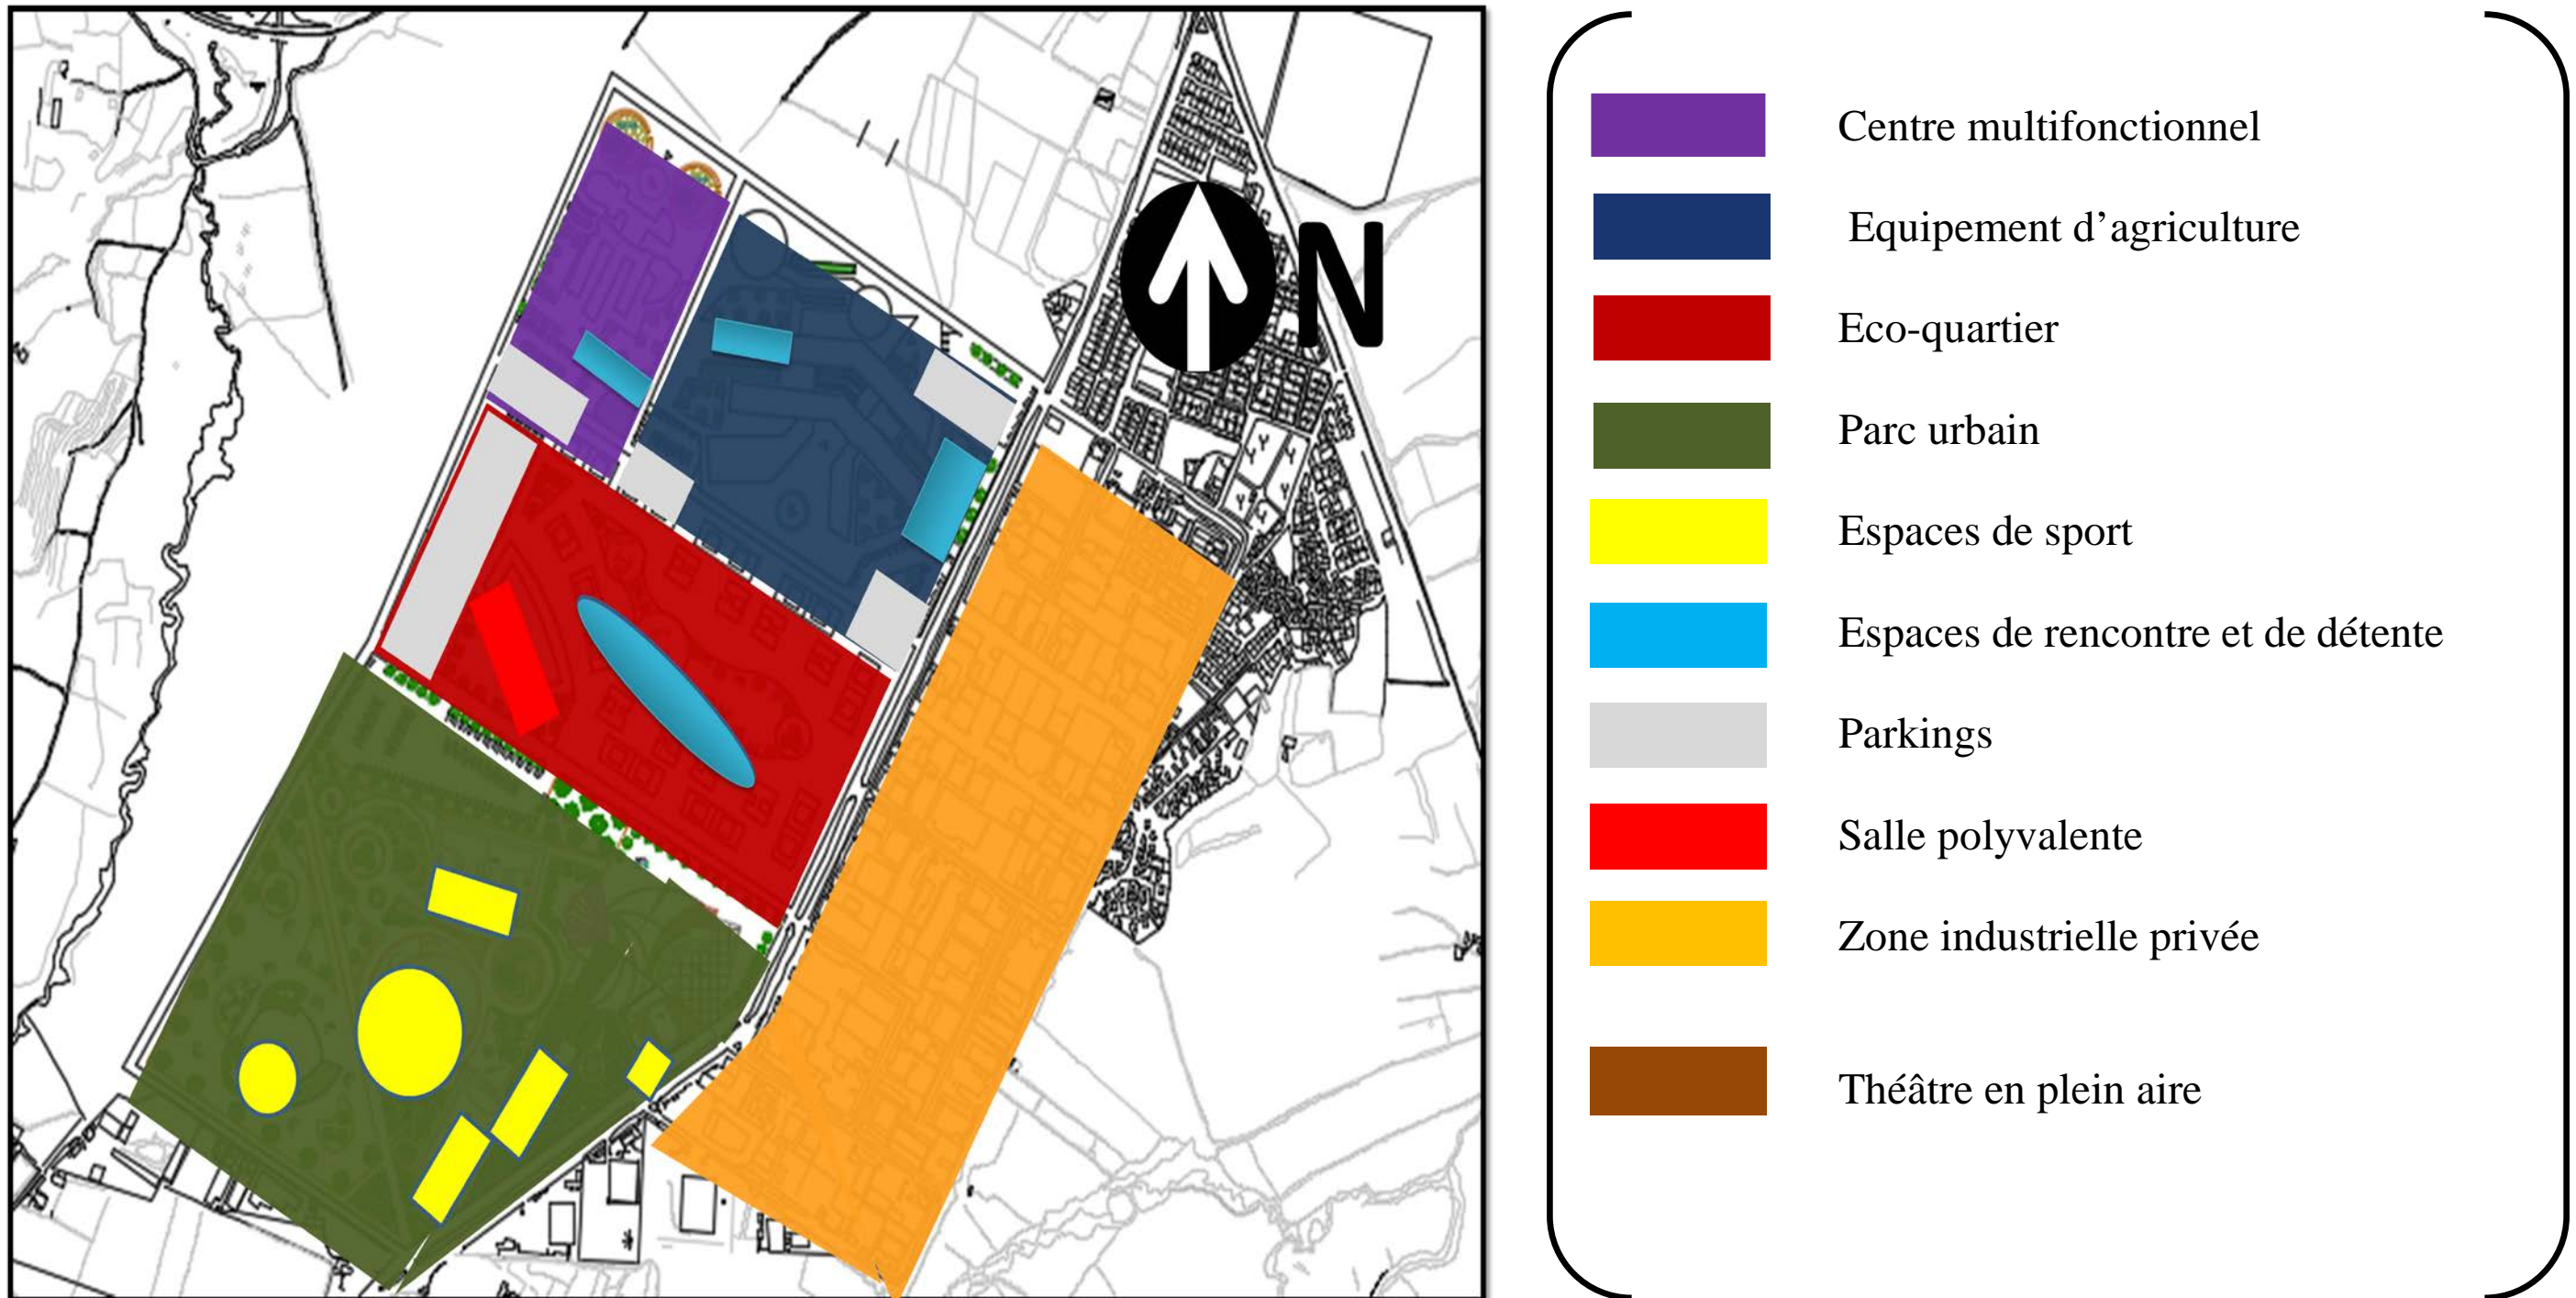 N
Centre multifonctionnel
Equipement d’agriculture
Eco-quartier
Parc urbain
Espaces de sport
Espaces de rencontre et de détente
Parkings
Salle polyvalente
Zone industrielle privée
Théâtre en plein aire